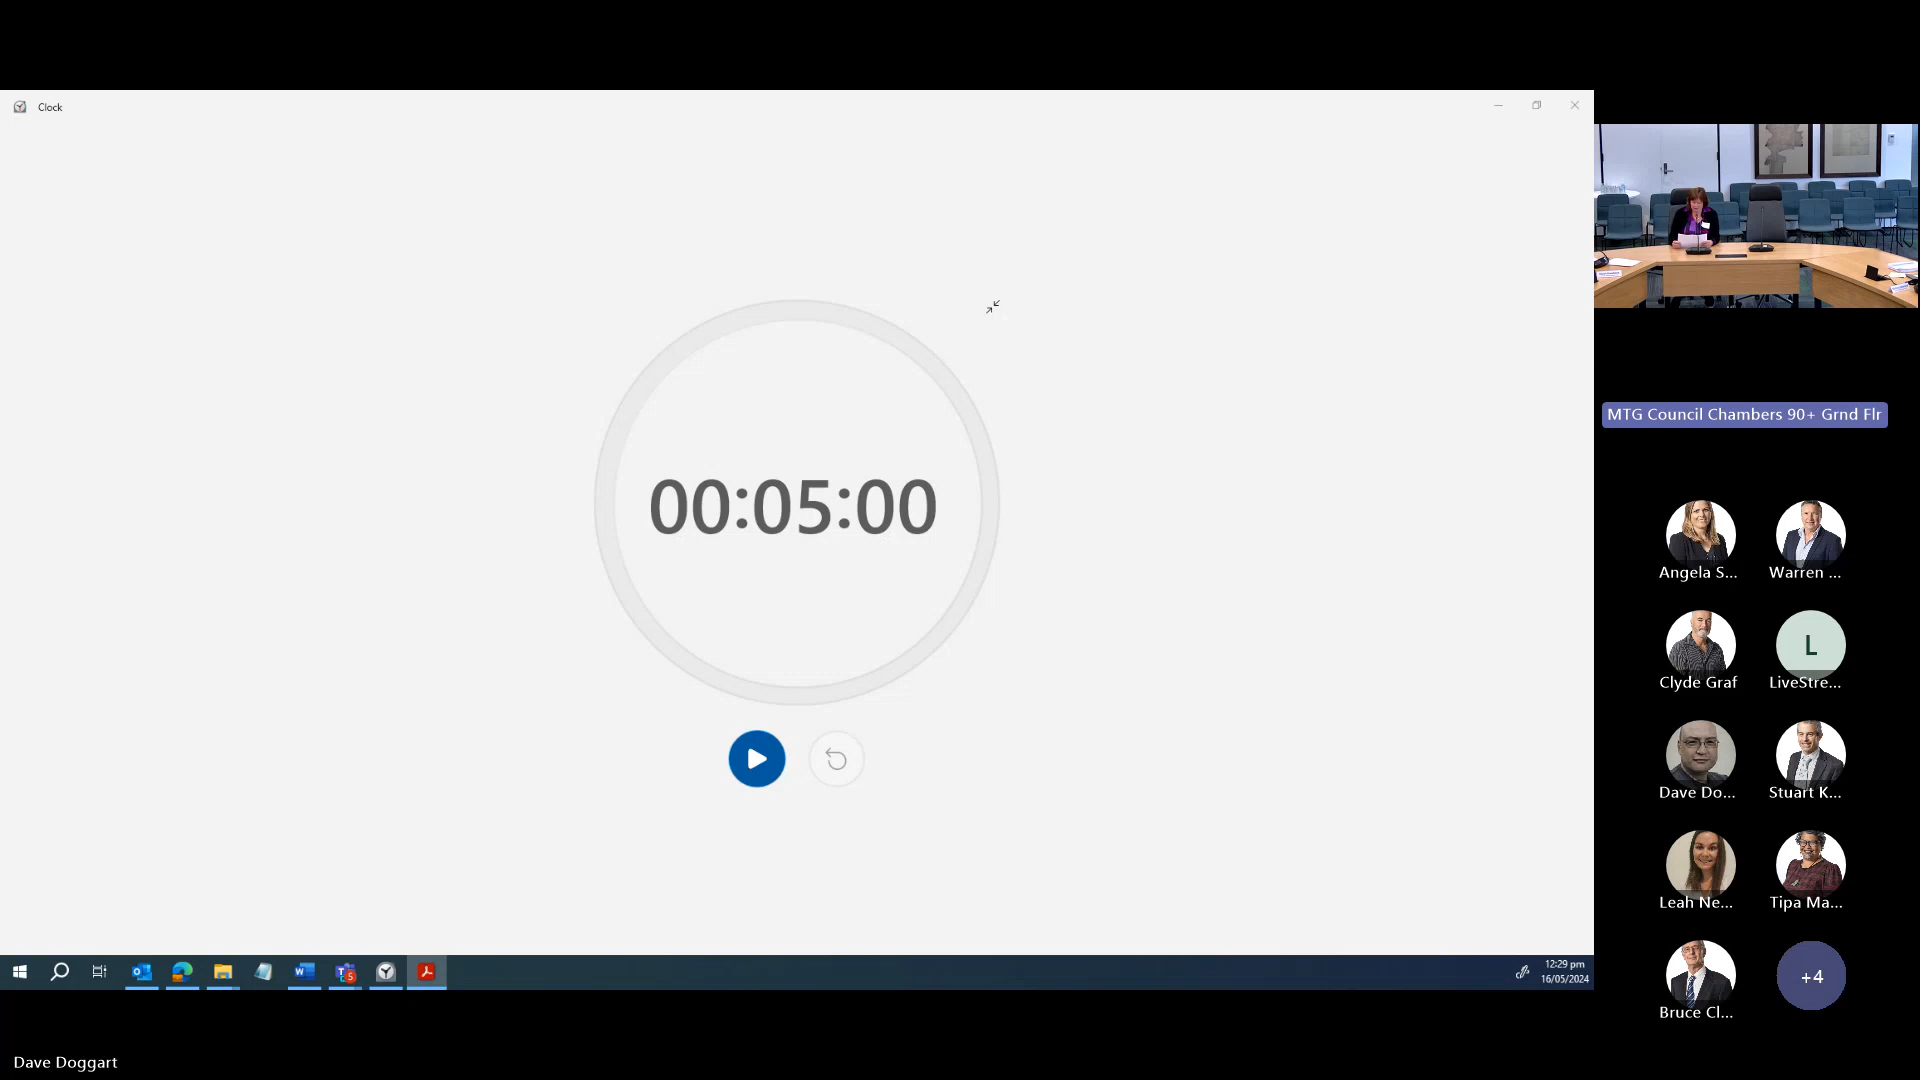 Clock
00:05:00
MTG Council Chambers 90+ Grnd Flr
Angela S...
Warren ...
Clyde Graf
L
LiveStre...
Dave Do...
Stuart K...
Leah Ne...
Tipa Ma...
Bruce Cl...
+4
5
12:29 pm
16/05/2024
Dave Doggart